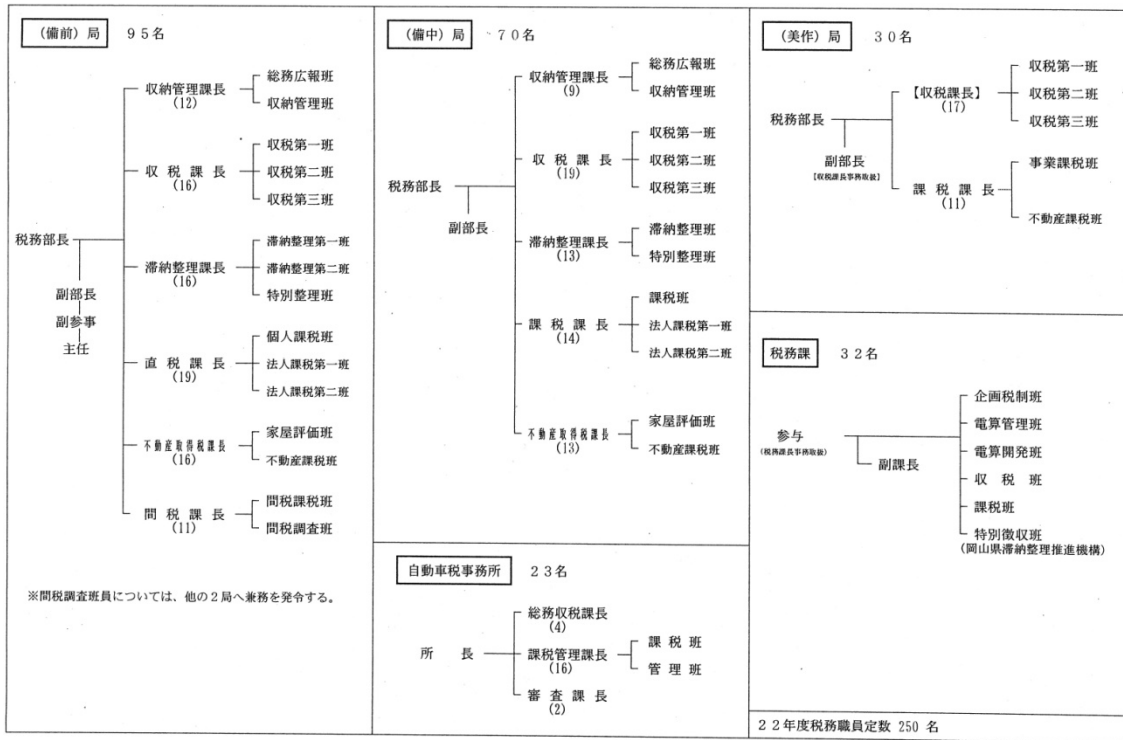 (備前)局 95名
収納管理課長
(12)
総務広報班
収納管理班
収税課長
(16)
収税第一班
収税第二班
収税第三班
税務部長
副部長
副参事
主任
滞納整理課長
(16)
滞納整理第一班
滞納整理第二班
特別整理班
直税課長
(19)
個人課税班
法人課税第一班
法人課税第二班
不動産取得税課長
(16)
家屋評価班
不動産課税班
間税課長
(11)
間税課税班
間税調査班
※間税調査班員については、他の2局へ兼務を発令する。
(備中)局 70名
収納管理課長
(9)
総務広報班
収納管理班
収税課長
(19)
収税第一班
収税第二班
収税第三班
税務部長
副部長
滞納整理課長
(13)
滞納整理班
特別整理班
課税課長
(14)
課税班
法人課税第一班
法人課税第二班
不動産取得税課長
(13)
家屋評価班
不動産課税班
自動車税事務所 23名
所長
総務収税課長
(4)
課税管理課長
(16)
課税班
管理班
審査課長
(2)
(美作)局 30名
税務部長
副部長
【収税課長事務取扱】
【収税課長】
(17)
収税第一班
収税第二班
収税第三班
課税課長
(11)
事業課税班
不動産課税班
税務課 32名
参与
(税務課長事務取扱)
副課長
企画税制班
電算管理班
電算開発班
収税班
課税班
特別徴収班
(岡山県滞納整理推進機構)
22年度税務職員定数 250 名